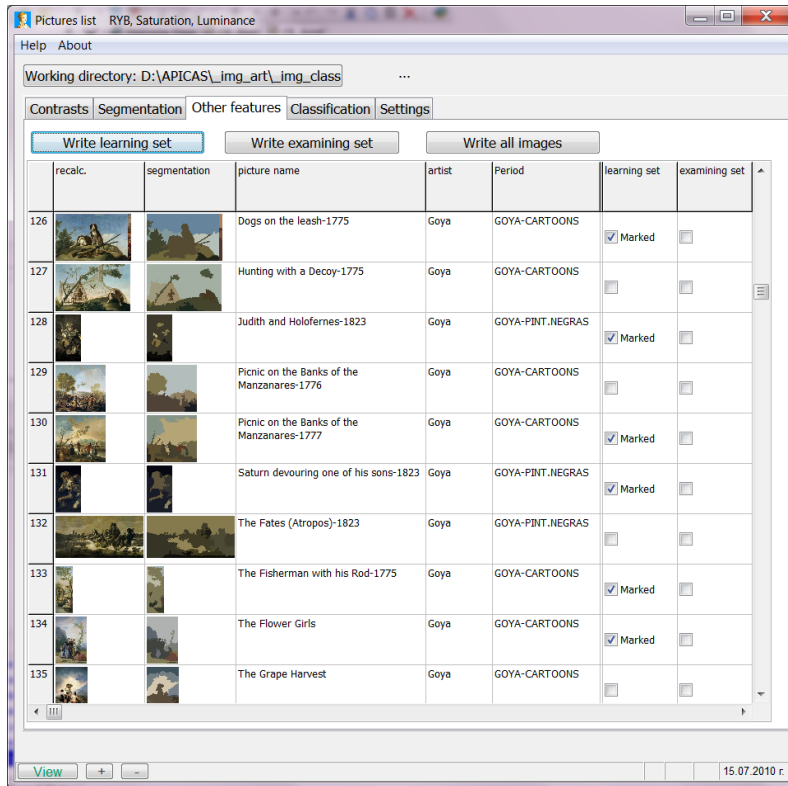 Pictures list RYB, Saturation, Luminance
Help About
Working directory: D:\APICAS\_img_art\_img_class ...
Contrasts Segmentation Other features Classification Settings
Write learning set Write examining set Write all images
recalc. segmentation picture name artist Period learning set examining set
126 Dogs on the leash-1775 Goya GOYA-CARTOONS
Marked
127 Hunting with a Decoy-1775 Goya GOYA-CARTOONS
128 Judith and Holofernes-1823 Goya GOYA-PINT.NEGRAS
Marked
129 Picnic on the Banks of the Goya GOYA-CARTOONS
Manzanares-1776
130 Picnic on the Banks of the Goya GOYA-CARTOONS
Manzanares-1777
Marked
131 Saturn devouring one of his sons-1823 Goya GOYA-PINT.NEGRAS
Marked
132 The Fates (Atropos)-1823 Goya GOYA-PINT.NEGRAS
133 The Fisherman with his Rod-1775 Goya GOYA-CARTOONS
Marked
134 The Flower Girls Goya GOYA-CARTOONS
Marked
135 The Grape Harvest Goya GOYA-CARTOONS
View + - 15.07.2010 г.